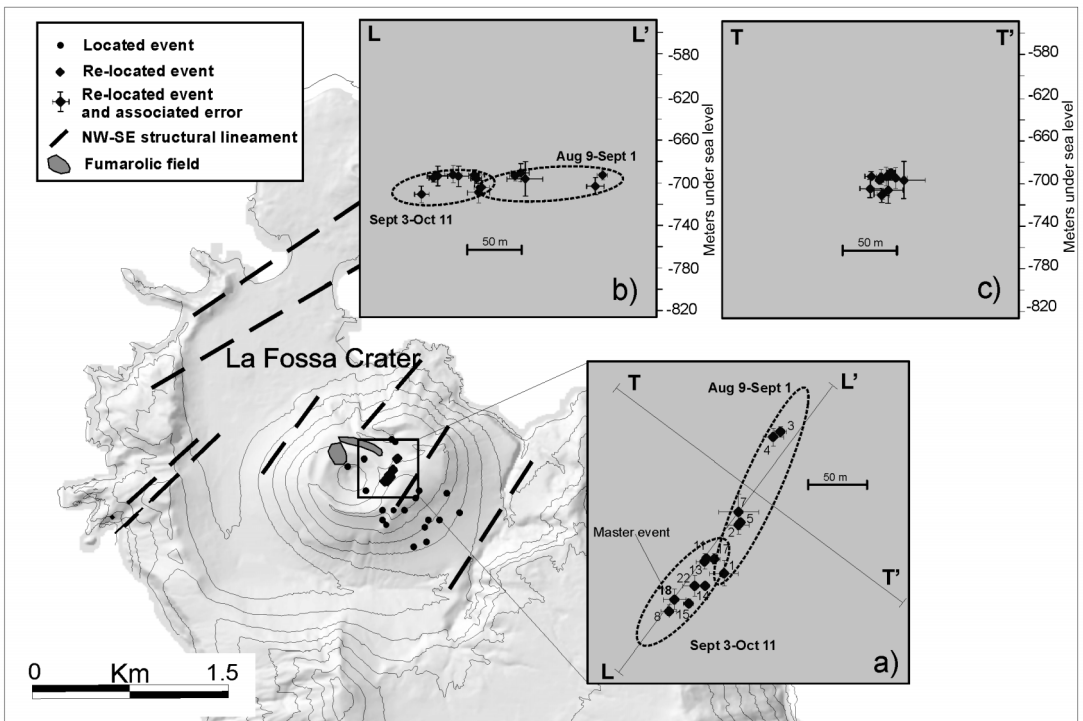 Located event
Re-located event
Re-located event
and associated error
NW-SE structural lineament
Fumarolic field
L
L'
-580
-620
-660
-700
-740
-780
-820
Meters under sea level
Aug 9-Sept 1
Sept 3-Oct 11
50 m
b)
T
T'
-580
-620
-660
-700
-740
-780
-820
Meters under sea level
50 m
c)
La Fossa Crater
T
Aug 9-Sept 1
L'
3
4
50 m
7
5
2
Master event
11
17
13
1
22
14
18
8
15
T'
Sept 3-Oct 11
L
a)
0
Km
1.5